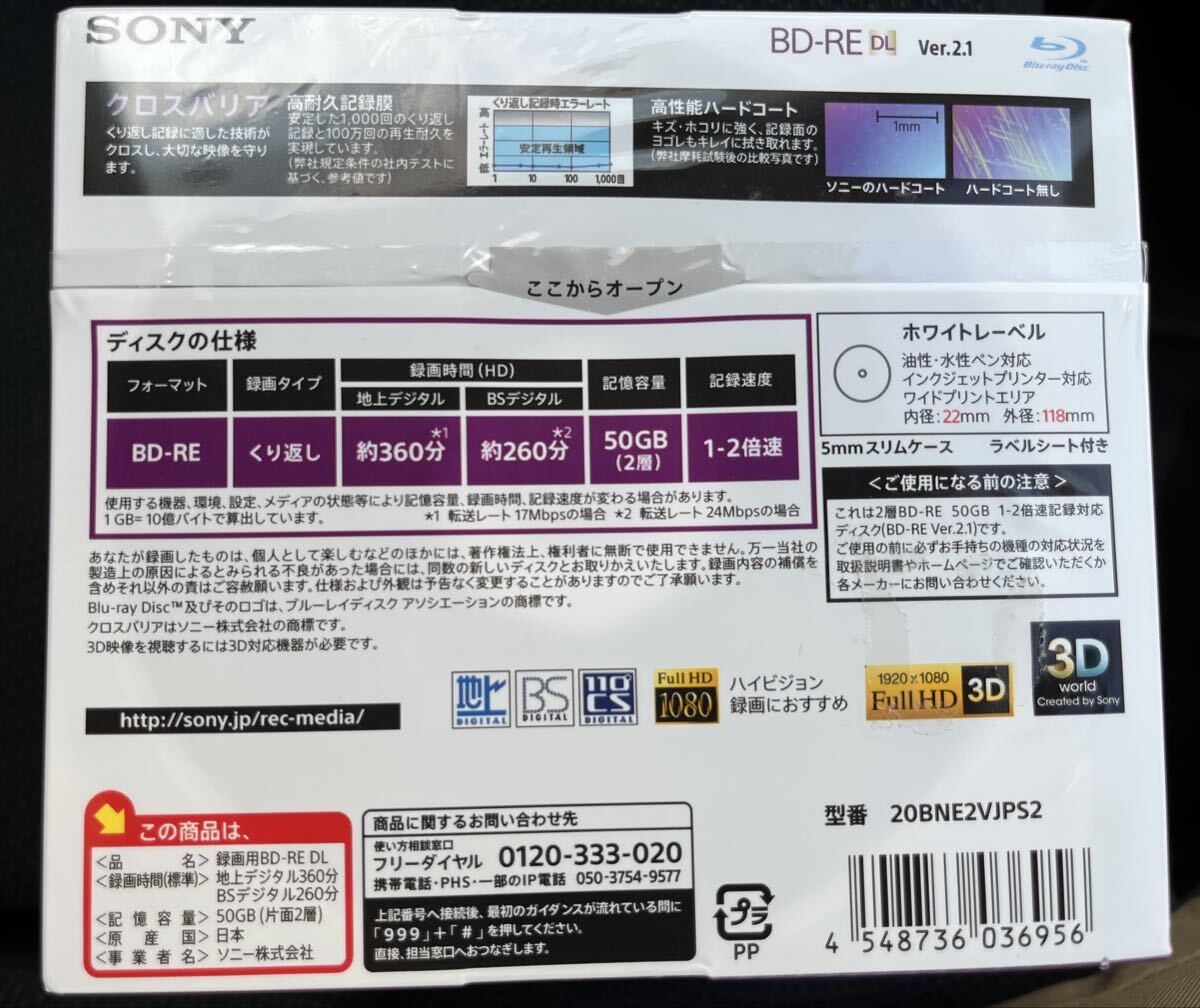 SONY
BD-RE DL Ver.2.1
Blu-ray Disc
クロスバリア
くり返し記録に適した技術が
クロスし、大切な映像を守り
ます。
高耐久記録膜
安定した1,000回のくり返し
記録と100万回の再生耐久を
実現しています。
(弊社規定条件の社内テストに
基づく、参考値です)
くり返し記録時エラーレート
高
エラーレート
低
安定再生領域
1 10 100 1,000回
高性能ハードコート
キズ・ホコリに強く、記録面の
ヨゴレもキレイに拭き取れます。
(弊社摩耗試験後の比較写真です)
1mm
ソニーのハードコート
ハードコート無し
ここからオープン
ディスクの仕様
フォーマット 録画タイプ 録画時間(HD) 記憶容量 記録速度
地上デジタル BSデジタル
BD-RE くり返し 約360分*1 約260分*2 50GB (2層) 1-2倍速
使用する機器、環境、設定、メディアの状態等により記憶容量、録画時間、記録速度が変わる場合があります。
1GB=10億バイトで算出しています。 *1 転送レート17Mbpsの場合 *2 転送レート24Mbpsの場合
ホワイトレーベル
油性・水性ペン対応
インクジェットプリンター対応
ワイドプリントエリア
内径:22mm 外径:118mm
5mmスリムケース ラベルシート付き
<ご使用になる前の注意>
これは2層BD-RE 50GB 1-2倍速記録対応
ディスク(BD-RE Ver.2.1)です。
ご使用の前に必ずお手持ちの機種の対応状況を
取扱説明書やホームページでご確認いただくか
各メーカーにお問い合わせください。
あなたが録画したものは、個人として楽しむなどのほかには、著作権法上、権利者に無断で使用できません。万一当社の
製造上の原因によるとみられる不良があった場合には、同数の新しいディスクとお取りかえいたします。録画内容の補償を
含めそれ以外の責はご容赦願います。仕様および外観は予告なく変更することがありますのでご了承願います。
Blu-ray Disc™及びそのロゴは、ブルーレイディスク アソシエーションの商標です。
クロスバリアはソニー株式会社の商標です。
3D映像を視聴するには3D対応機器が必要です。
http://sony.jp/rec-media/
地上 DIGITAL
BS DIGITAL
110°CS DIGITAL
Full HD 1080
ハイビジョン
録画におすすめ
1920×1080
Full HD 3D
3D
world
Created by Sony
この商品は、
<品 名> 録画用BD-RE DL
<録画時間(標準)> 地上デジタル360分
BSデジタル260分
<記憶容量> 50GB(片面2層)
<原産国> 日本
<事業者名> ソニー株式会社
商品に関するお問い合わせ先
使い方相談窓口
フリーダイヤル 0120-333-020
携帯電話・PHS・一部のIP電話 050-3754-9577
上記番号へ接続後、最初のガイダンスが流れている間に
「999」+「#」を押してください。
直接、担当窓口へおつなぎします。
プラ
PP
型番 20BNE2VJPS2
4 548736 036956